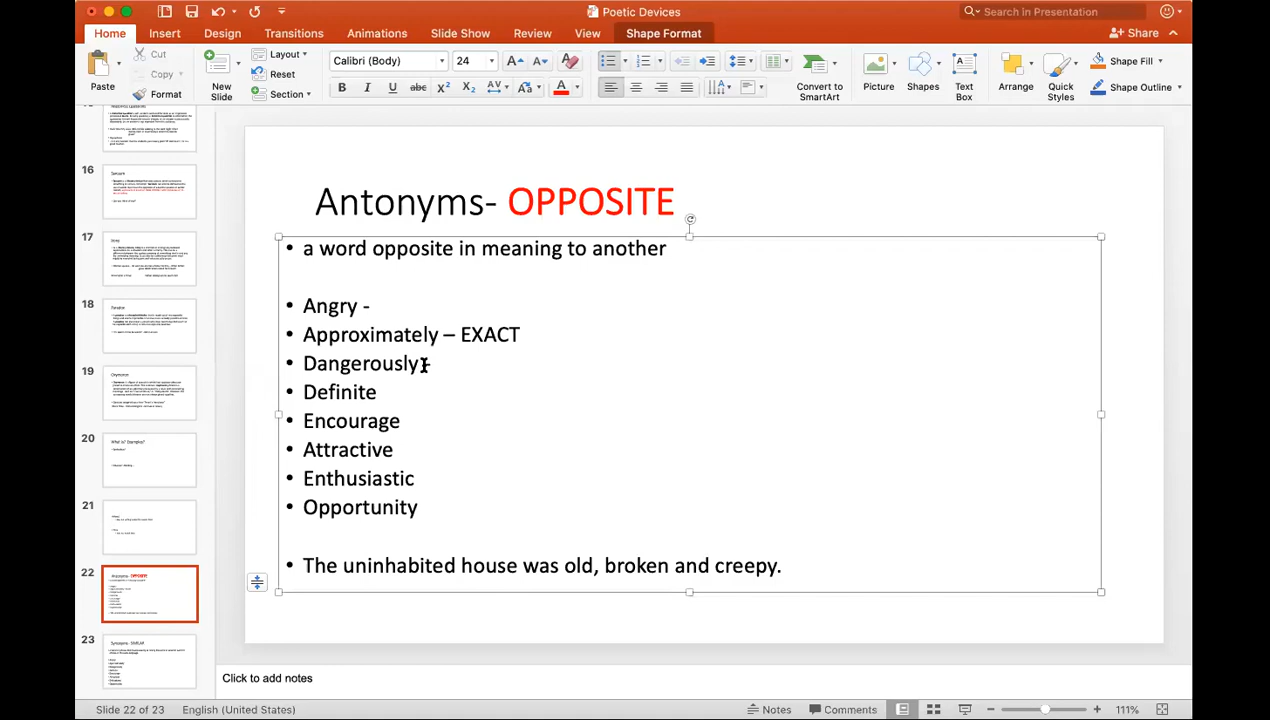 Poetic Devices
Search in Presentation
Home Insert Design Transitions Animations Slide Show Review View Shape Format
Share
Paste
Cut
Copy
Format
New Slide
Layout
Reset
Section
Calibri (Body) 24
Convert to SmartArt
Picture
Shapes
Text Box
Arrange
Quick Styles
Shape Fill
Shape Outline
16
17
18
19
20
21
22
23
Antonyms- OPPOSITE
• a word opposite in meaning to another
• Angry -
• Approximately – EXACT
• Dangerously
• Definite
• Encourage
• Attractive
• Enthusiastic
• Opportunity
• The uninhabited house was old, broken and creepy.
Click to add notes
Slide 22 of 23 English (United States) Notes Comments 111%